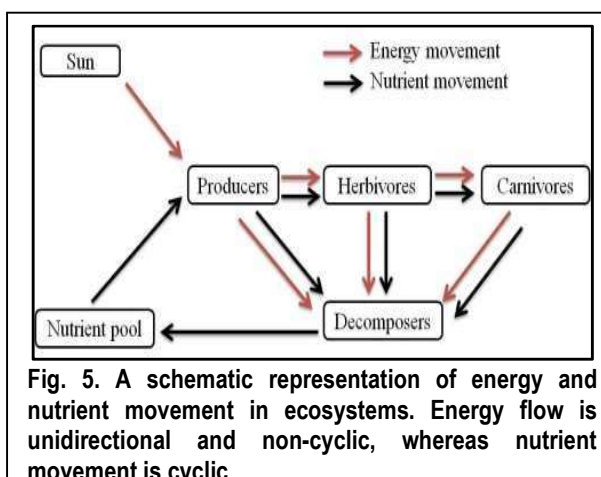 Sun
Energy movement
Nutrient movement
Producers
Herbivores
Carnivores
Nutrient pool
Decomposers
Fig. 5. A schematic representation of energy and
nutrient movement in ecosystems. Energy flow is
unidirectional and non-cyclic, whereas nutrient
movement is cyclic